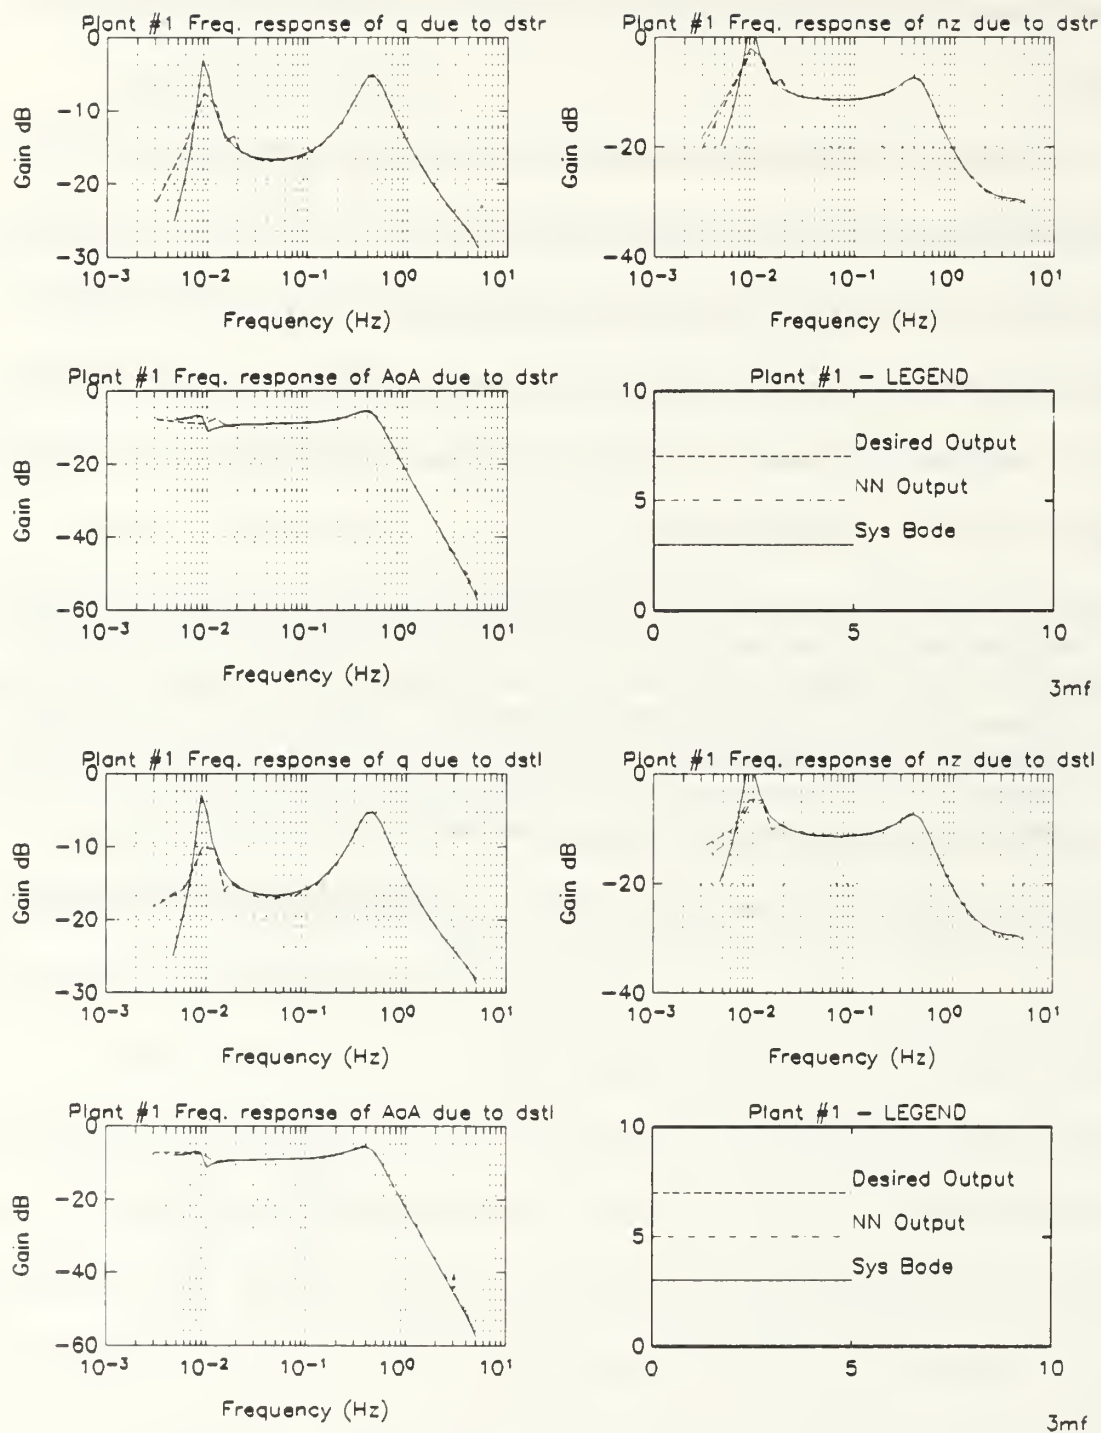 Plant #1 Freq. response of q due to dstr
0
−10
−20
−30
Gain dB
10⁻³ 10⁻² 10⁻¹ 10⁰ 10¹
Frequency (Hz)
Plant #1 Freq. response of nz due to dstr
0
−20
−40
Gain dB
10⁻³ 10⁻² 10⁻¹ 10⁰ 10¹
Frequency (Hz)
Plant #1 Freq. response of AoA due to dstr
0
−20
−40
−60
Gain dB
10⁻³ 10⁻² 10⁻¹ 10⁰ 10¹
Frequency (Hz)
Plant #1 − LEGEND
10
5
0
Desired Output
NN Output
Sys Bode
0 5 10
3mf
Plant #1 Freq. response of q due to dstl
0
−10
−20
−30
Gain dB
10⁻³ 10⁻² 10⁻¹ 10⁰ 10¹
Frequency (Hz)
Plant #1 Freq. response of nz due to dstl
0
−20
−40
Gain dB
10⁻³ 10⁻² 10⁻¹ 10⁰ 10¹
Frequency (Hz)
Plant #1 Freq. response of AoA due to dstl
0
−20
−40
−60
Gain dB
10⁻³ 10⁻² 10⁻¹ 10⁰ 10¹
Frequency (Hz)
Plant #1 − LEGEND
10
5
0
Desired Output
NN Output
Sys Bode
0 5 10
3mf